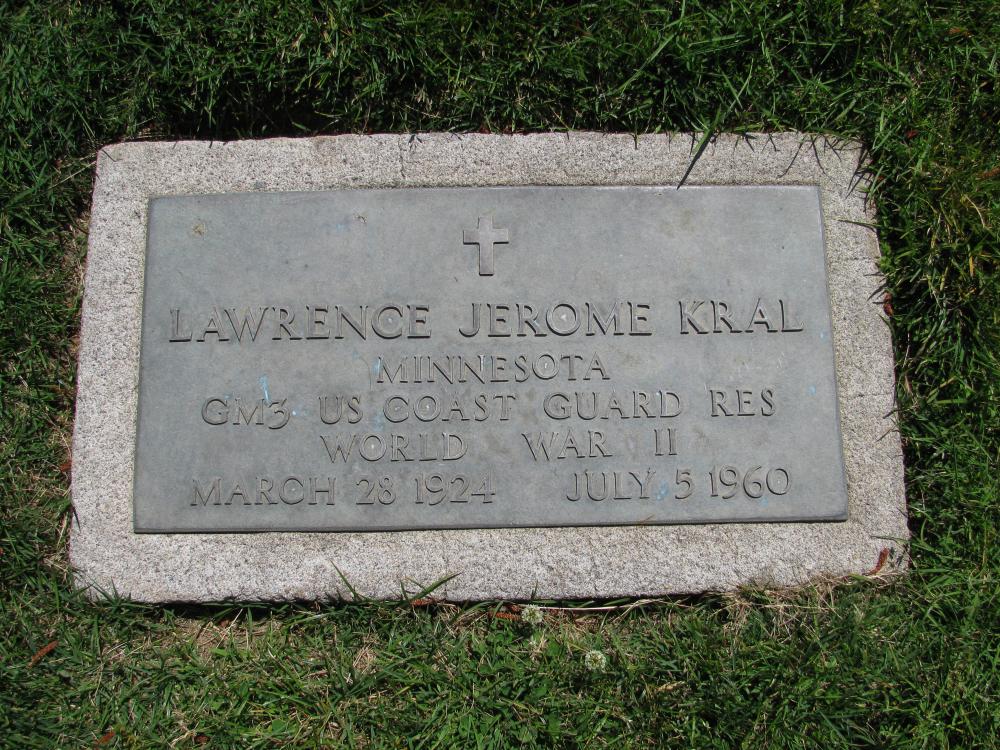 LAWRENCE JEROME KRAL
MINNESOTA
GM3 US COAST GUARD RES
WORLD WAR II
MARCH 28 1924 JULY 5 1960